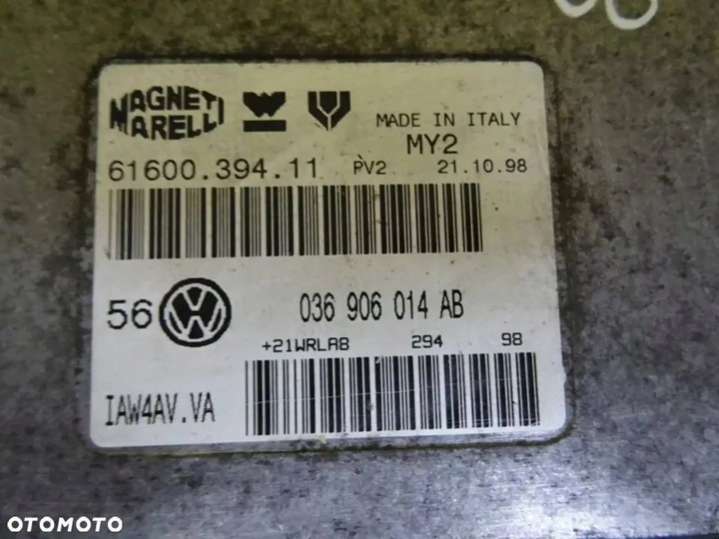 MAGNETI
MARELLI
MADE IN ITALY
MY2
61600.394.11 PV2 21.10.98
56 VW 036 906 014 AB
+21WRLA8 294 98
IAW4AV.VA
OTOMOTO